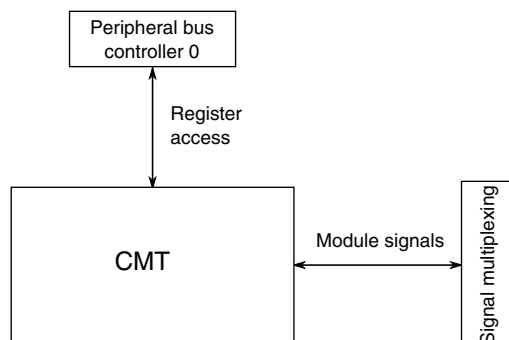 Peripheral bus
controller 0
Register
access
CMT
Module signals
Signal multiplexing